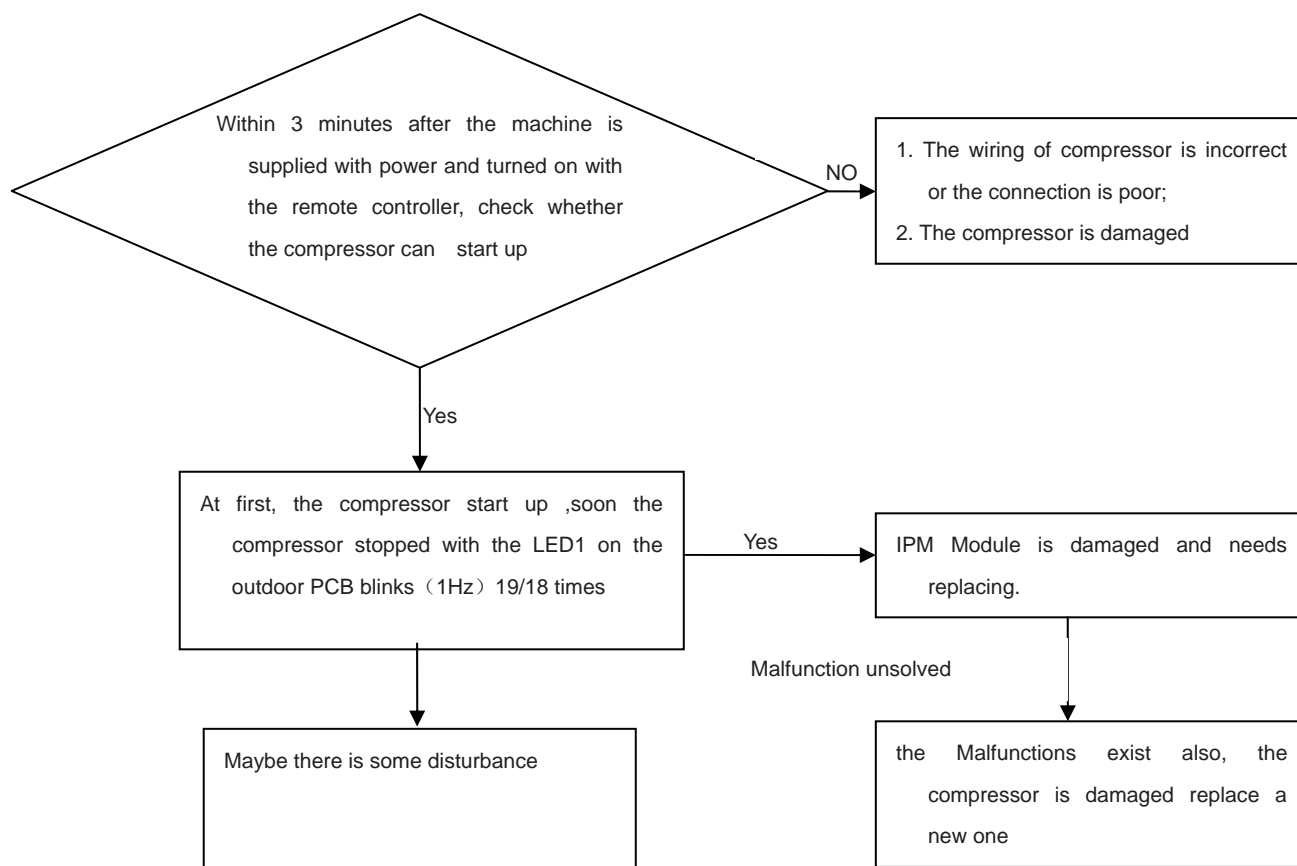 Within 3 minutes after the machine is
supplied with power and turned on with
the remote controller, check whether
the compressor can start up
NO
1. The wiring of compressor is incorrect
or the connection is poor;
2. The compressor is damaged
Yes
At first, the compressor start up ,soon the
compressor stopped with the LED1 on the
outdoor PCB blinks（1Hz）19/18 times
Yes
IPM Module is damaged and needs
replacing.
Malfunction unsolved
Maybe there is some disturbance
the Malfunctions exist also, the
compressor is damaged replace a
new one